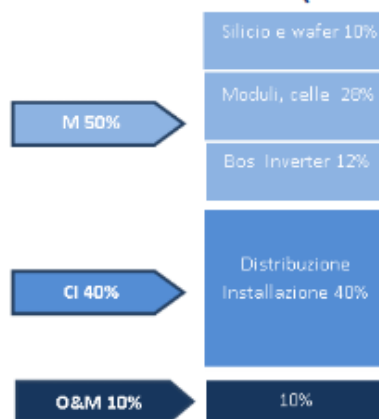 Silicio e wafer 10%
Moduli, celle 28%
M 50%
Bos Inverter 12%
Distribuzione
CI 40%
Installazione 40%
O&M 10%
10%